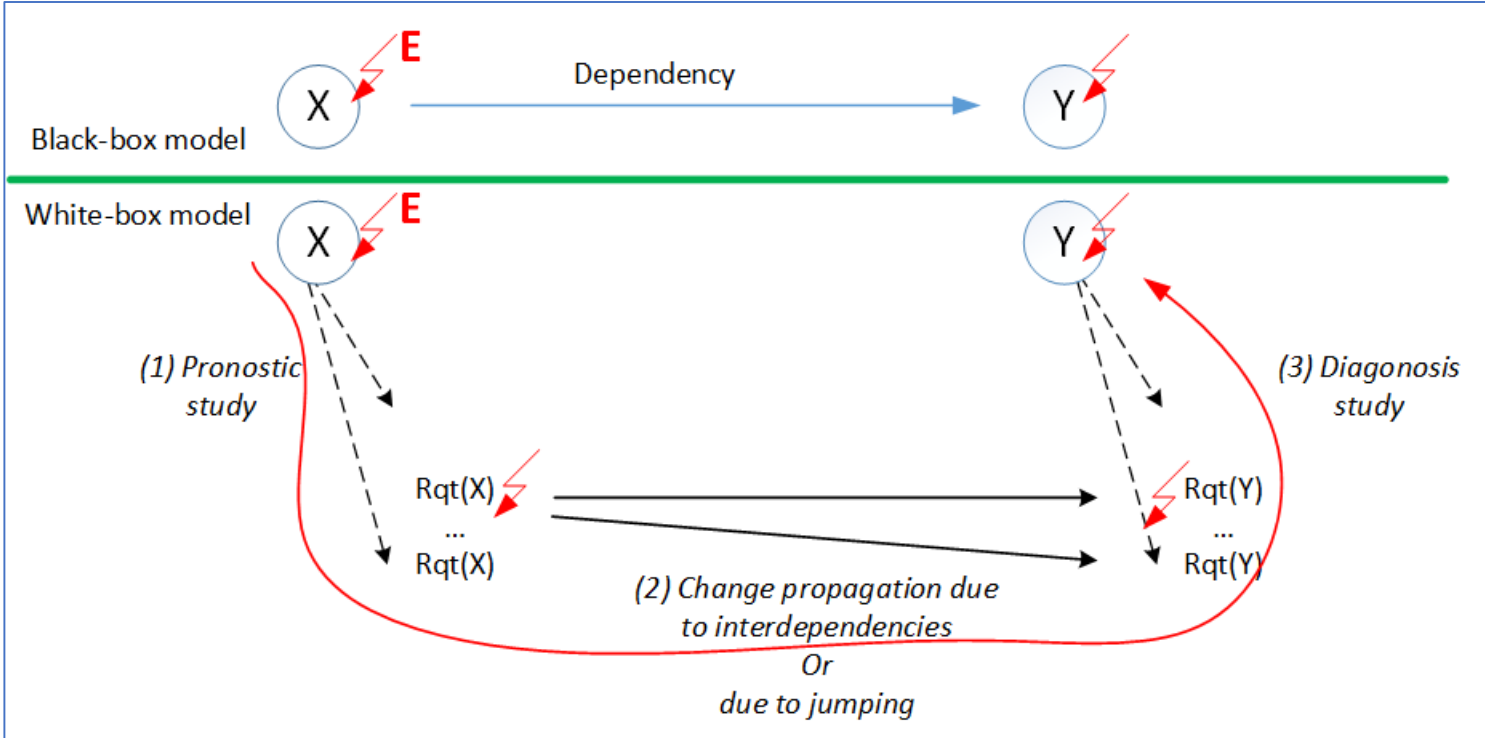 E
X
Dependency
Y
Black-box model
White-box model
E
X
Y
(1) Pronostic
study
(3) Diagonosis
study
Rqt(X)
...
Rqt(X)
Rqt(Y)
...
Rqt(Y)
(2) Change propagation due
to interdependencies
Or
due to jumping